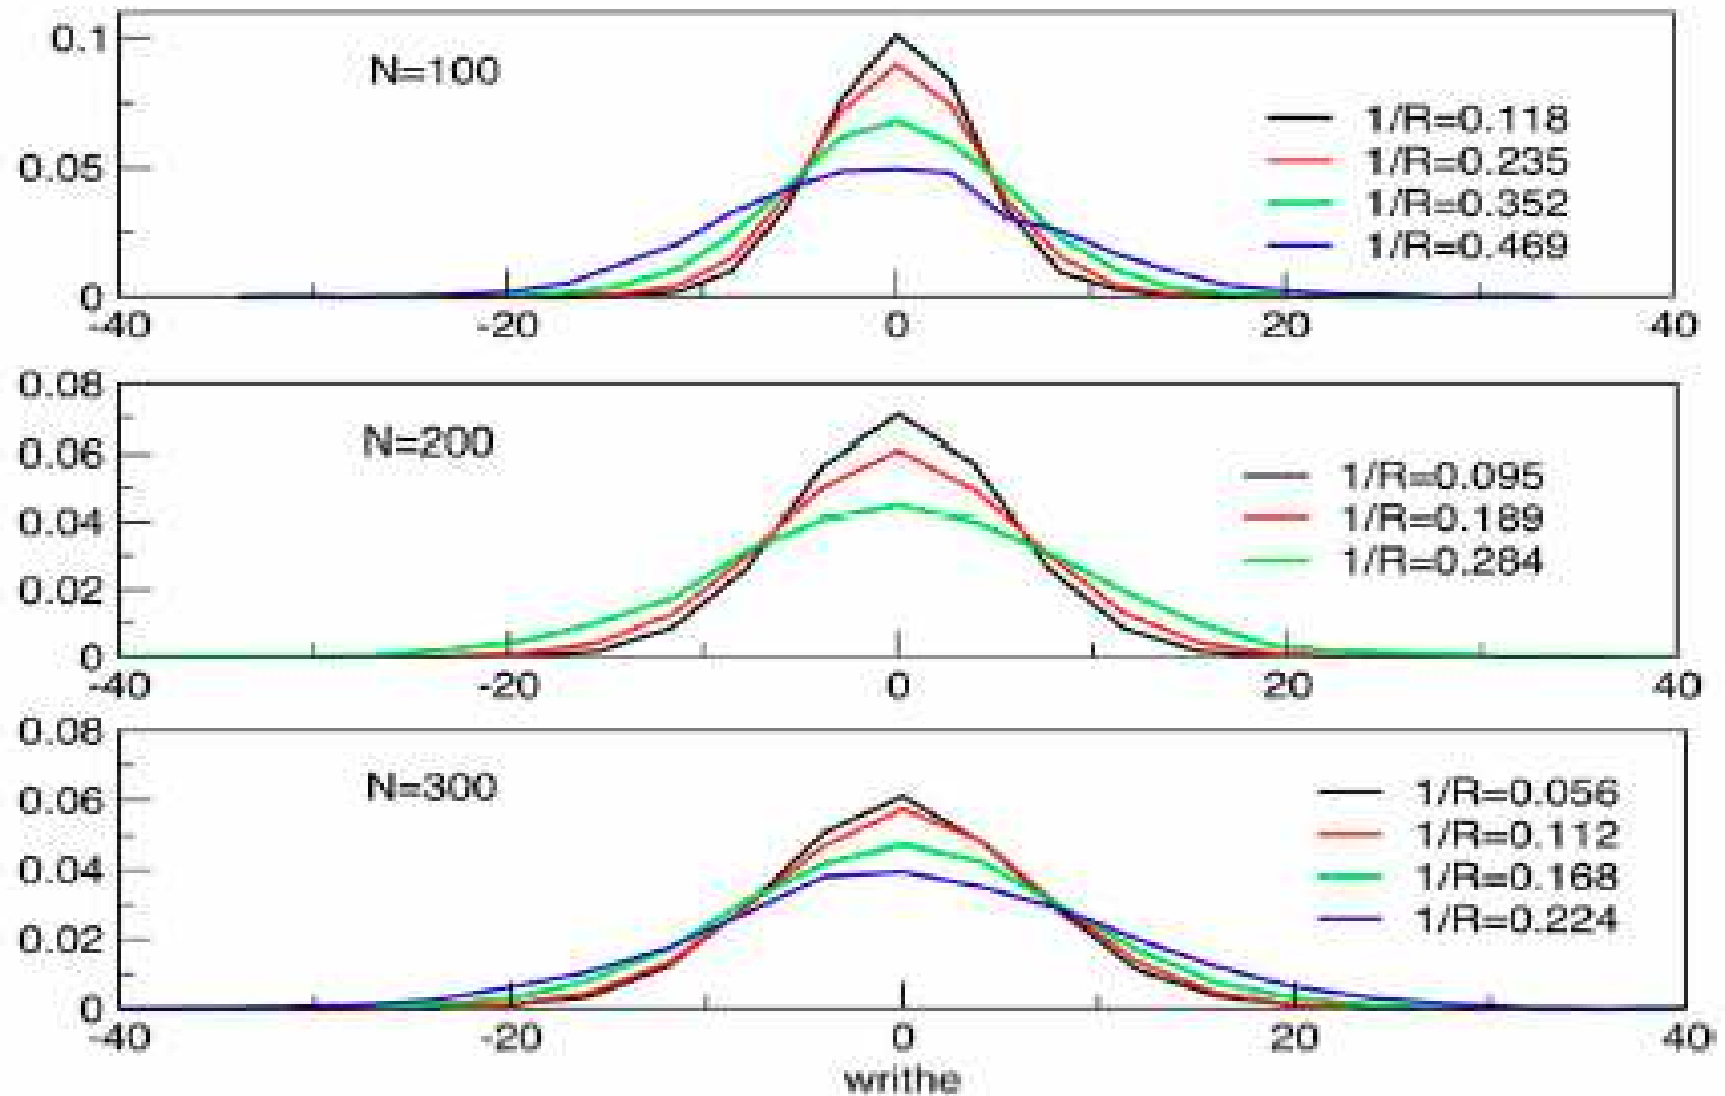 0.1
N=100
1/R=0.118
0.05
1/R=0.235
1/R=0.352
1/R=0.469
0
-40 -20 0 20 40
0.08
N=200
0.06
1/R=0.095
0.04
1/R=0.189
1/R=0.284
0.02
0
-40 -20 0 20 40
0.08
N=300
0.06
1/R=0.056
1/R=0.112
0.04
1/R=0.168
0.02
1/R=0.224
0
-40 -20 0 20 40
writhe